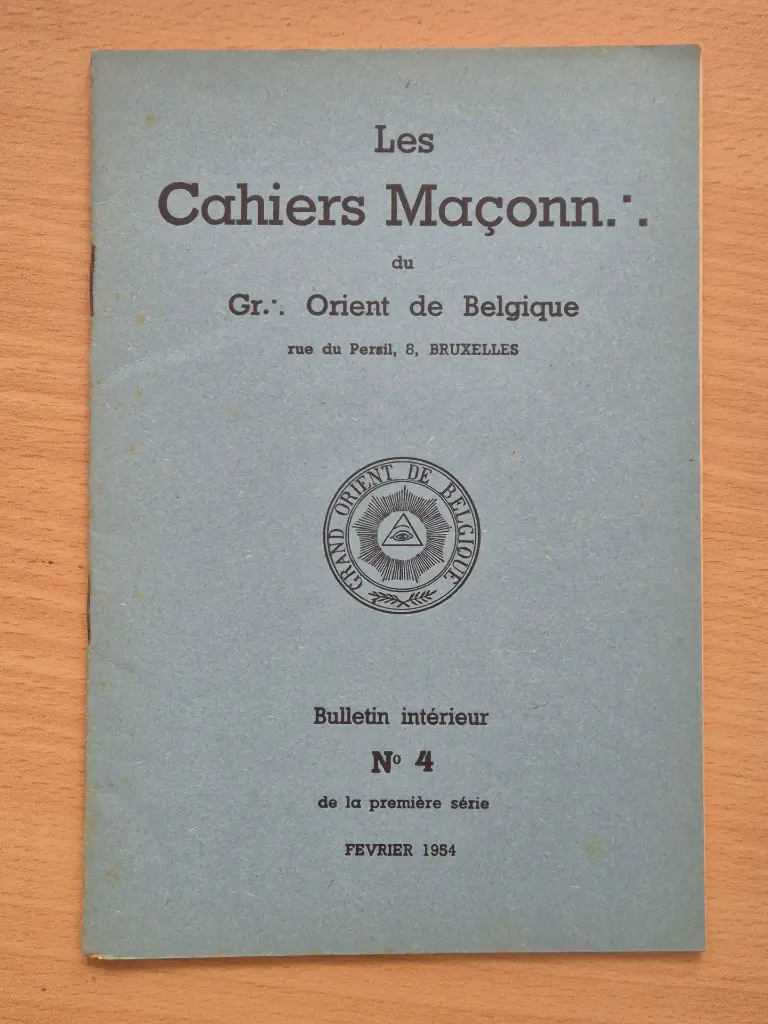 Les
Cahiers Maçonn.·.
du
Gr.·. Orient de Belgique
rue du Persil, 8, BRUXELLES
GRAND ORIENT DE BELGIQUE
Bulletin intérieur
Nº 4
de la première série
FEVRIER 1954